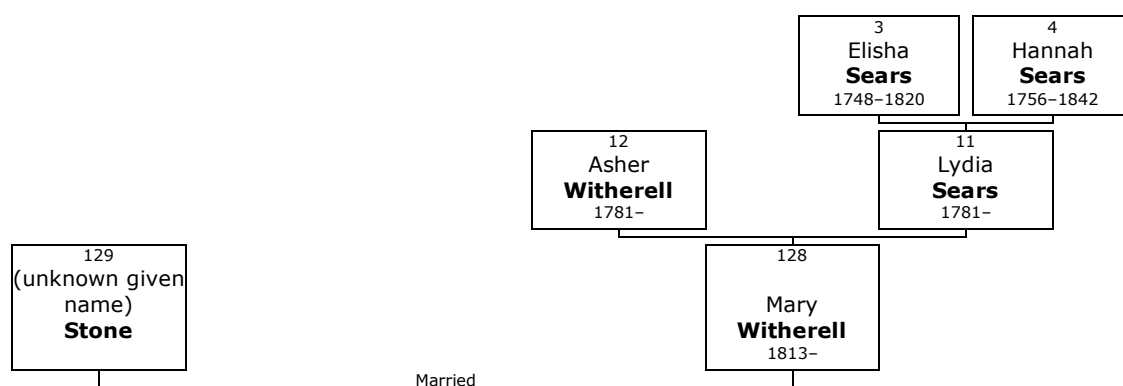 3
Elisha
Sears
1748–1820
4
Hannah
Sears
1756–1842
12
Asher
Witherell
1781–
11
Lydia
Sears
1781–
129
(unknown given
name)
Stone
128
Mary
Witherell
1813–
Married